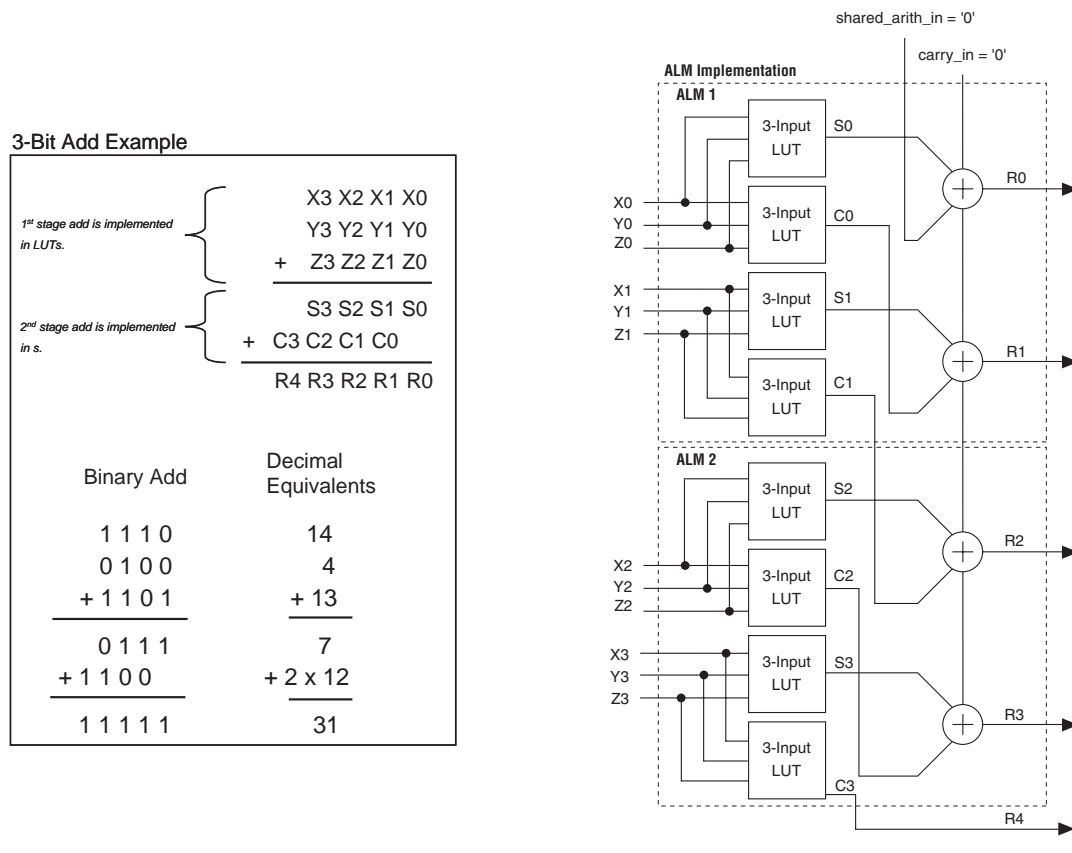 3-Bit Add Example
1st stage add is implemented
in LUTs.
X3 X2 X1 X0
Y3 Y2 Y1 Y0
+ Z3 Z2 Z1 Z0
2nd stage add is implemented
in s.
S3 S2 S1 S0
+ C3 C2 C1 C0
R4 R3 R2 R1 R0
Binary Add
1 1 1 0
0 1 0 0
+ 1 1 0 1
0 1 1 1
+ 1 1 0 0
1 1 1 1 1
Decimal
Equivalents
14
4
+ 13
7
+ 2 x 12
31
shared_arith_in = '0'
carry_in = '0'
ALM Implementation
ALM 1
3-Input
LUT
S0
R0
X0
Y0
Z0
3-Input
LUT
C0
X1
Y1
Z1
3-Input
LUT
S1
R1
3-Input
LUT
C1
ALM 2
3-Input
LUT
S2
R2
X2
Y2
Z2
3-Input
LUT
C2
X3
Y3
Z3
3-Input
LUT
S3
R3
3-Input
LUT
C3
R4